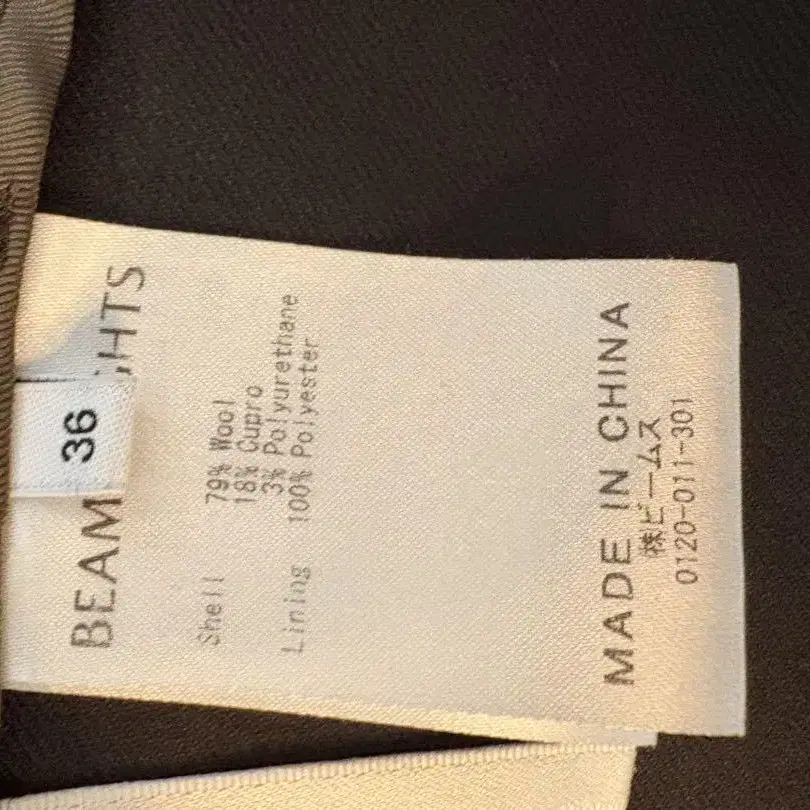 BEAM HTS
36
Shell 79% Wool
18% Cupro
3% Polyurethane
Lining 100% Polyester
MADE IN CHINA
㈱ビームス
0120-011-301